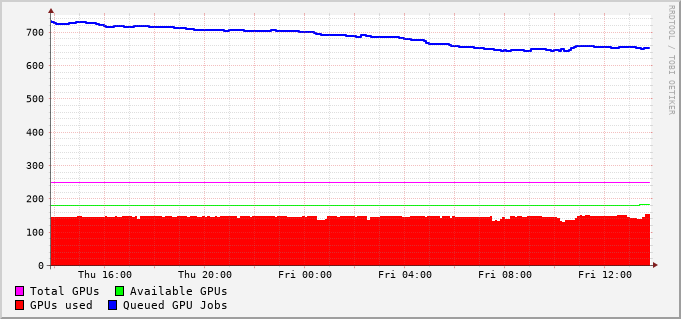 RRDTOOL / TOBI OETIKER
700
600
500
400
300
200
100
0
Thu 16:00 Thu 20:00 Fri 00:00 Fri 04:00 Fri 08:00 Fri 12:00
Total GPUs Available GPUs
GPUs used Queued GPU Jobs